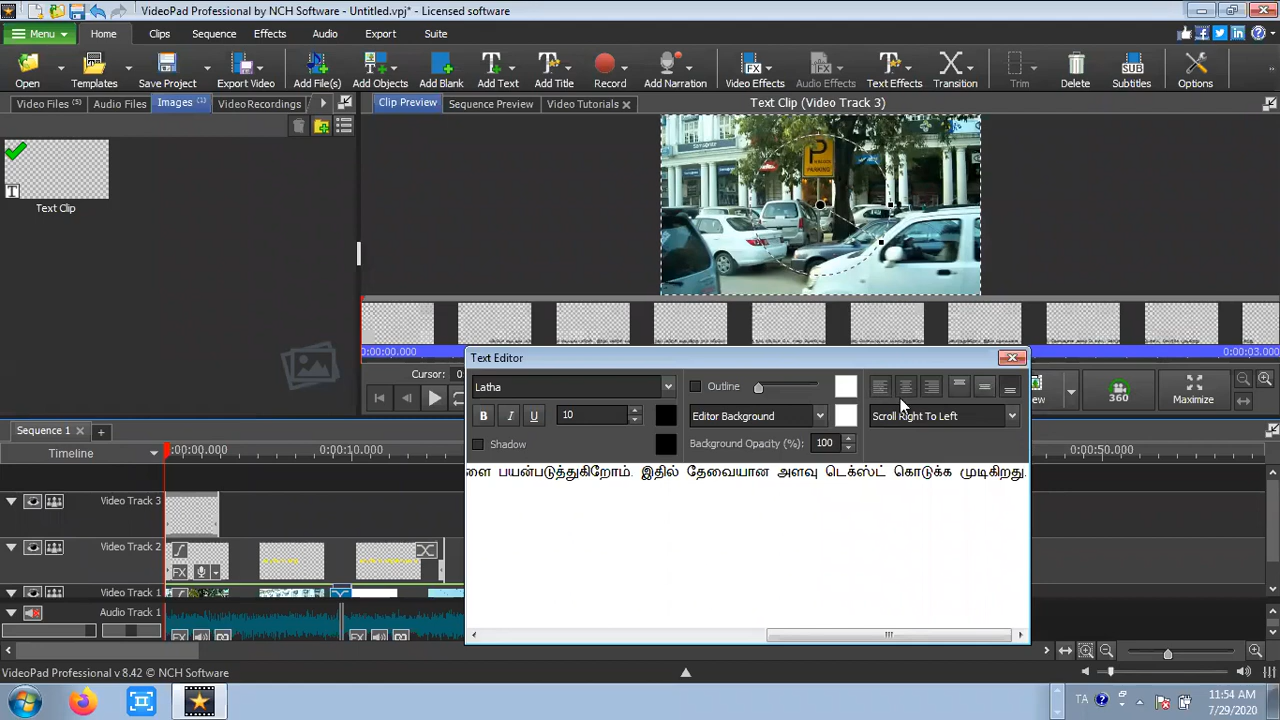 VideoPad Professional by NCH Software - Untitled.vpj* - Licensed software
Menu Home Clips Sequence Effects Audio Export Suite
Open Templates Save Project Export Video Add File(s) Add Objects Add Blank Add Text Add Title Record Add Narration Video Effects Audio Effects Text Effects Transition Trim Delete Subtitles Options
Video Files (5) Audio Files Images (1) Video Recordings
Clip Preview Sequence Preview Video Tutorials Text Clip (Video Track 3)
P
PARKING
T
Text Clip
0:00:00.000 0:00:03.000
Cursor: 0:
Text Editor
Latha Outline
360 Maximize
B I U 10 Editor Background Scroll Right To Left
Shadow Background Opacity (%): 100
ளை பயன்படுத்துகிறோம். இதில் தேவையான அளவு டெக்ஸ்ட் கொடுக்க முடிகிறது.
Sequence 1
Timeline 0:00:00.000 0:00:10.000 0:00:50.000
Video Track 3
Video Track 2
FX
Video Track 1
Audio Track 1
FX FX
VideoPad Professional v 8.42 © NCH Software
TA 11:54 AM
7/29/2020